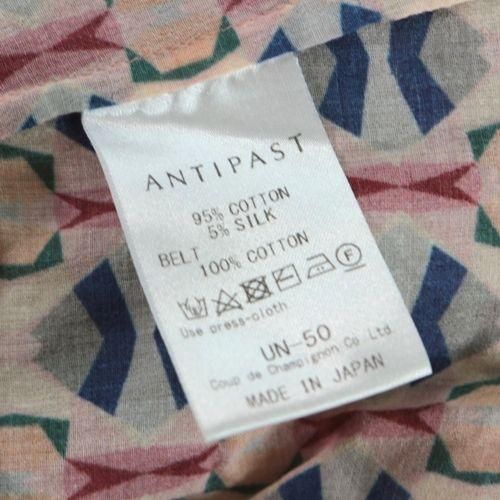 ANTIPAST
95% COTTON
5% SILK
BELT 100% COTTON
Use press-cloth
UN-50
Coup de Champignon Co. Ltd.
MADE IN JAPAN